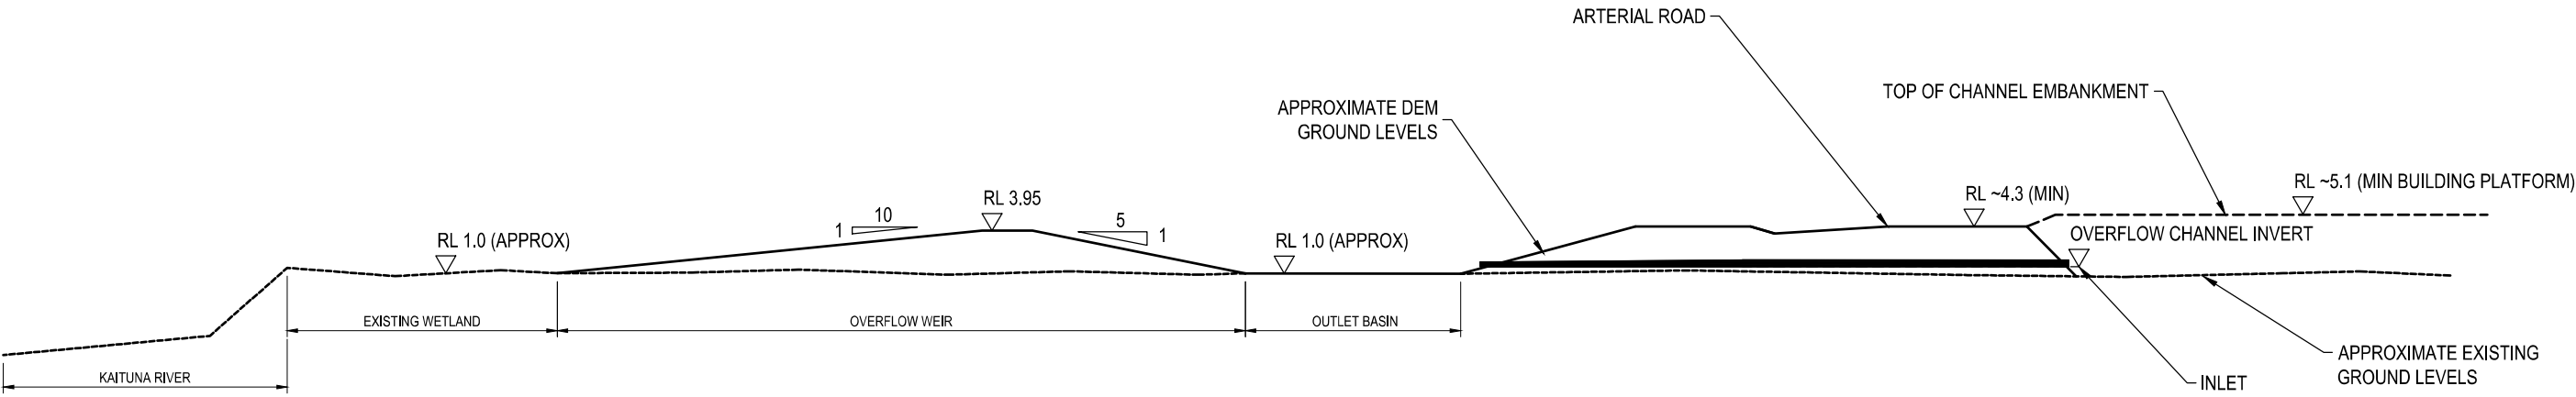 ARTERIAL ROAD
TOP OF CHANNEL EMBANKMENT
APPROXIMATE DEM
GROUND LEVELS
RL ~5.1 (MIN BUILDING PLATFORM)
RL 3.95
RL ~4.3 (MIN)
10
1
5
1
OVERFLOW CHANNEL INVERT
RL 1.0 (APPROX)
RL 1.0 (APPROX)
EXISTING WETLAND
OVERFLOW WEIR
OUTLET BASIN
APPROXIMATE EXISTING
GROUND LEVELS
KAITUNA RIVER
INLET